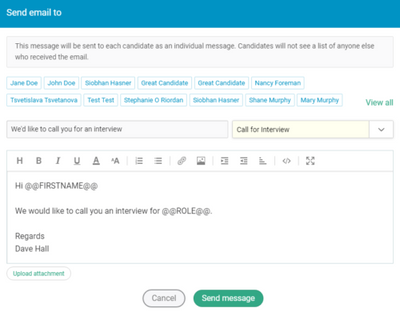 Send email to
This message will be sent to each candidate as an individual message. Candidates will not see a list of anyone else
who received the email.
Jane Doe John Doe Siobhan Hasner Great Candidate Great Candidate Nancy Foreman
Tsvetislava Tsvetanova Test Test Stephanie O Riordan Siobhan Hasner Shane Murphy Mary Murphy View all
We'd like to call you for an interview Call for Interview
H B I U A ᴬA </>
Hi @@FIRSTNAME@@
We would like to call you an interview for @@ROLE@@.
Regards
Dave Hall
Upload attachment
Cancel Send message